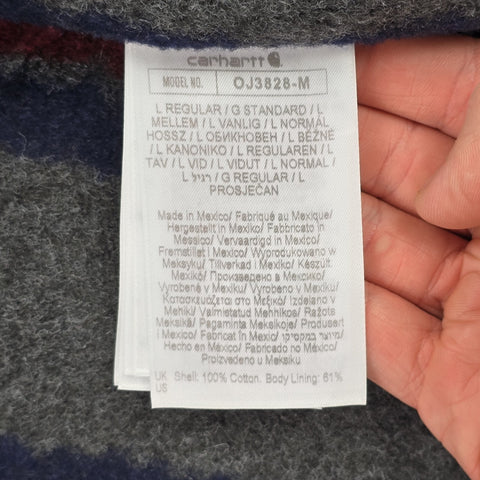 carhartt
MODEL NO. OJ3828-M
L REGULAR / G STANDARD / L
MELLEM / L VANLIG / L NORMÁL
HOSSZ / L ОБИКНОВЕН / L BĚŽNÉ
/ L KANONIKO / L REGULAREN / L
TAV / L VID / L VIDUT / L NORMAL /
L רגיל / G REGULAR / L
PROSJEČAN
Made in Mexico/ Fabriqué au Mexique/
Hergestellt in Mexiko/ Fabbricato in
Messico/ Vervaardigd in Mexico/
Fremstillet i Mexico/ Wyprodukowano w
Meksyku/ Tillverkad i Mexiko/ Készült
Mexikó/ Произведено в Мексико/
Vyrobené v Mexiku/ Vyrobeno v Mexiku/
Κατασκευάζεται στο Μεξικό/ Izdelano v
Mehiki/ Valmistatud Mehhikos/ Ražota
Meksikā/ Pagaminta Meksikoje/ Produsert
i Mexico/ Fabricat in Mexic/ מיוצר במקסיקו/
Hecho en México/ Fabricado no México/
Proizvedeno u Meksiku
UK: Shell: 100% Cotton. Body Lining: 61%
US